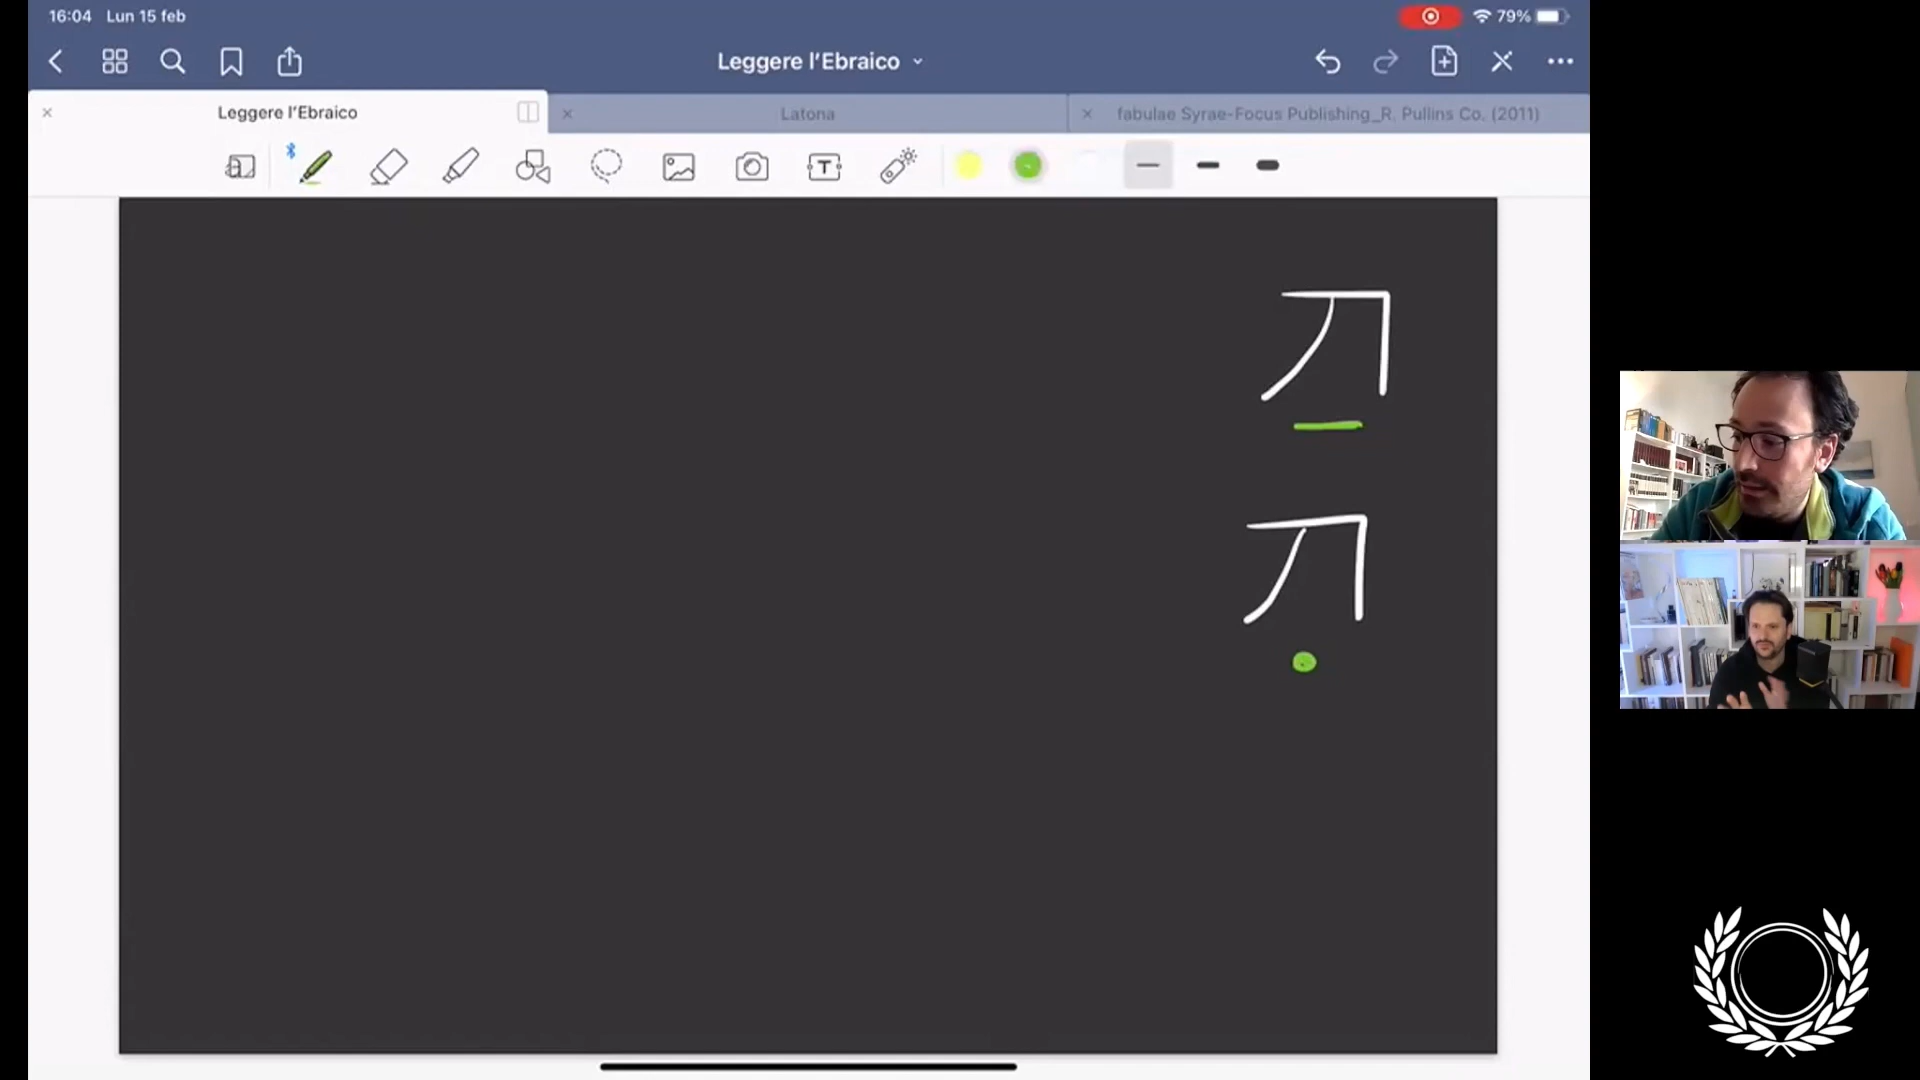 16:04 Lun 15 feb 79%
Leggere l'Ebraico
Leggere l'Ebraico Latona fabulae Syrae-Focus Publishing_R. Pullins Co. (2011)
T